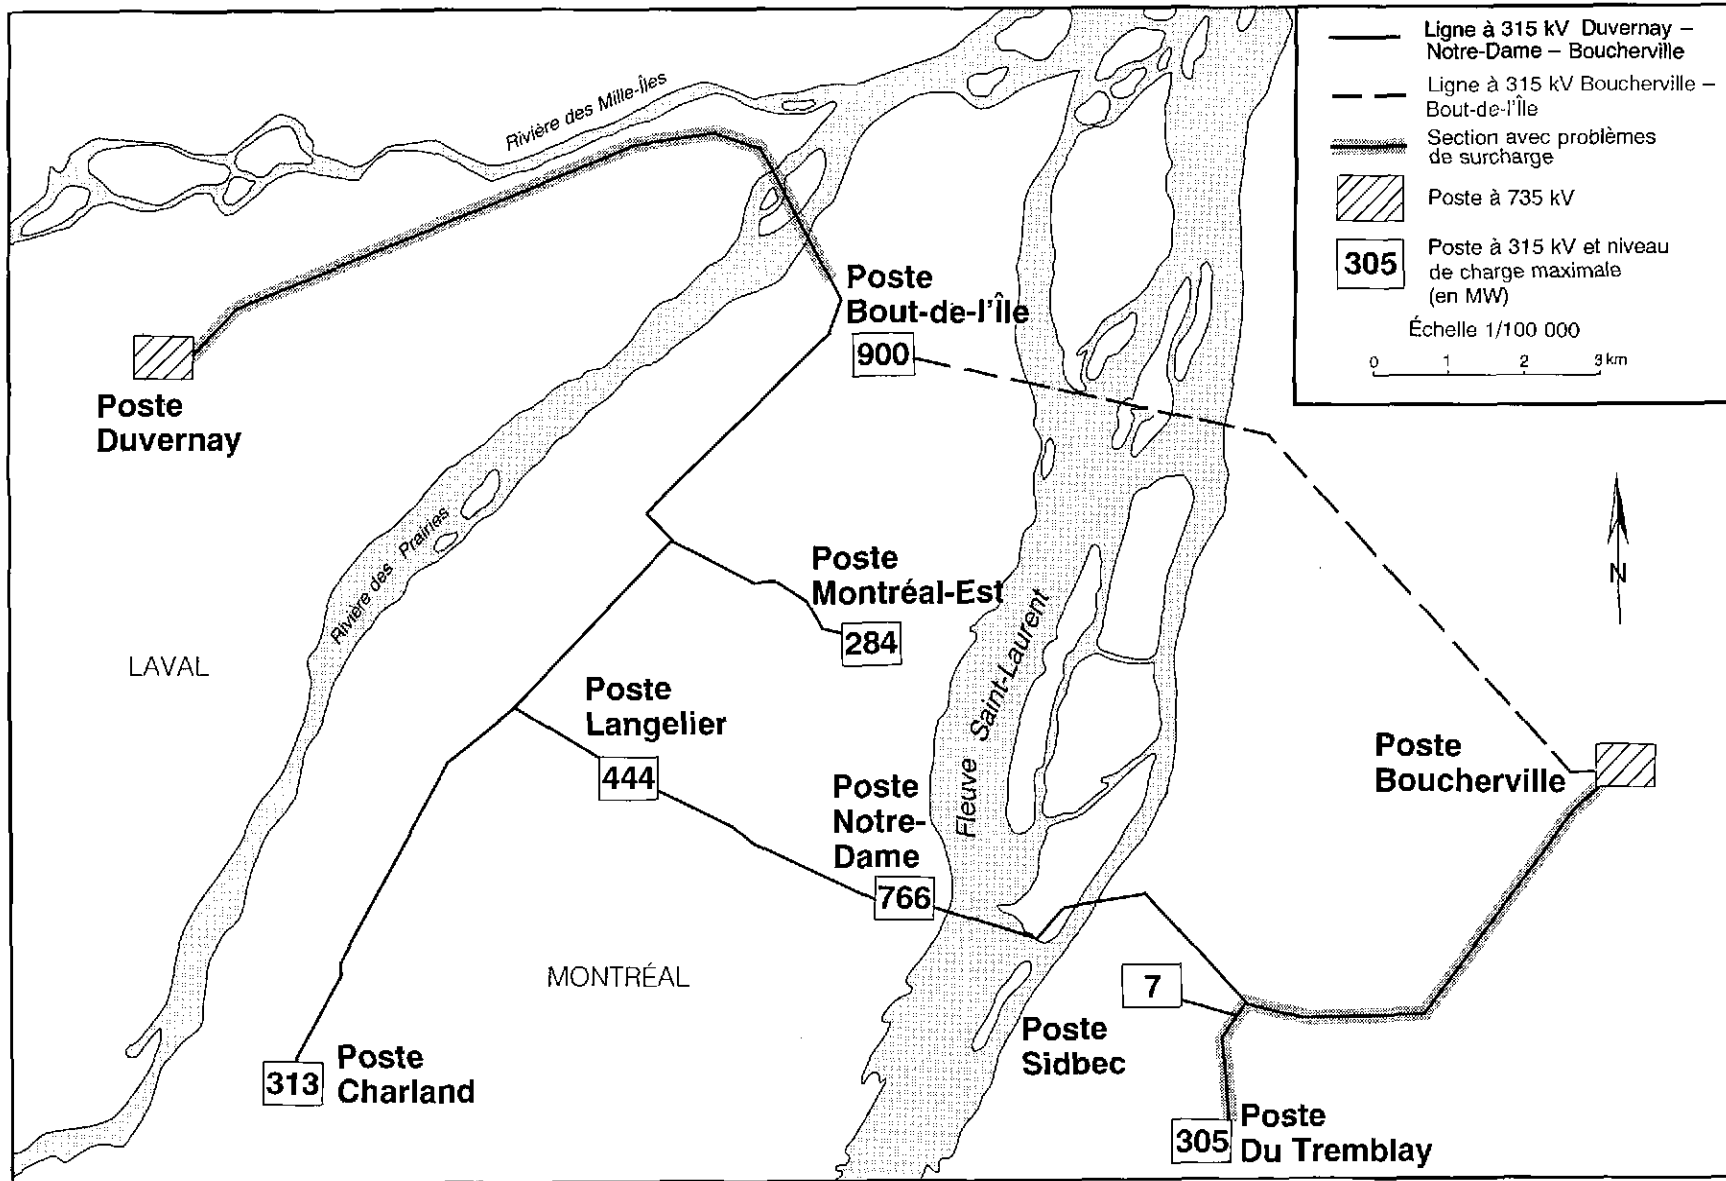 Ligne à 315 kV Duvernay –
Notre-Dame – Boucherville
Ligne à 315 kV Boucherville –
Bout-de-l'Île
Section avec problèmes
de surcharge
Poste à 735 kV
305
Poste à 315 kV et niveau
de charge maximale
(en MW)
Échelle 1/100 000
0 1 2 3 km
Rivière des Mille-Îles
Poste
Bout-de-l'Île
900
Poste
Duvernay
Rivière des Prairies
N
Poste
Montréal-Est
284
LAVAL
Fleuve Saint-Laurent
Poste
Langelier
444
Poste
Boucherville
Poste
Notre-
Dame
766
MONTRÉAL
7
Poste
Sidbec
313
Poste
Charland
305
Poste
Du Tremblay